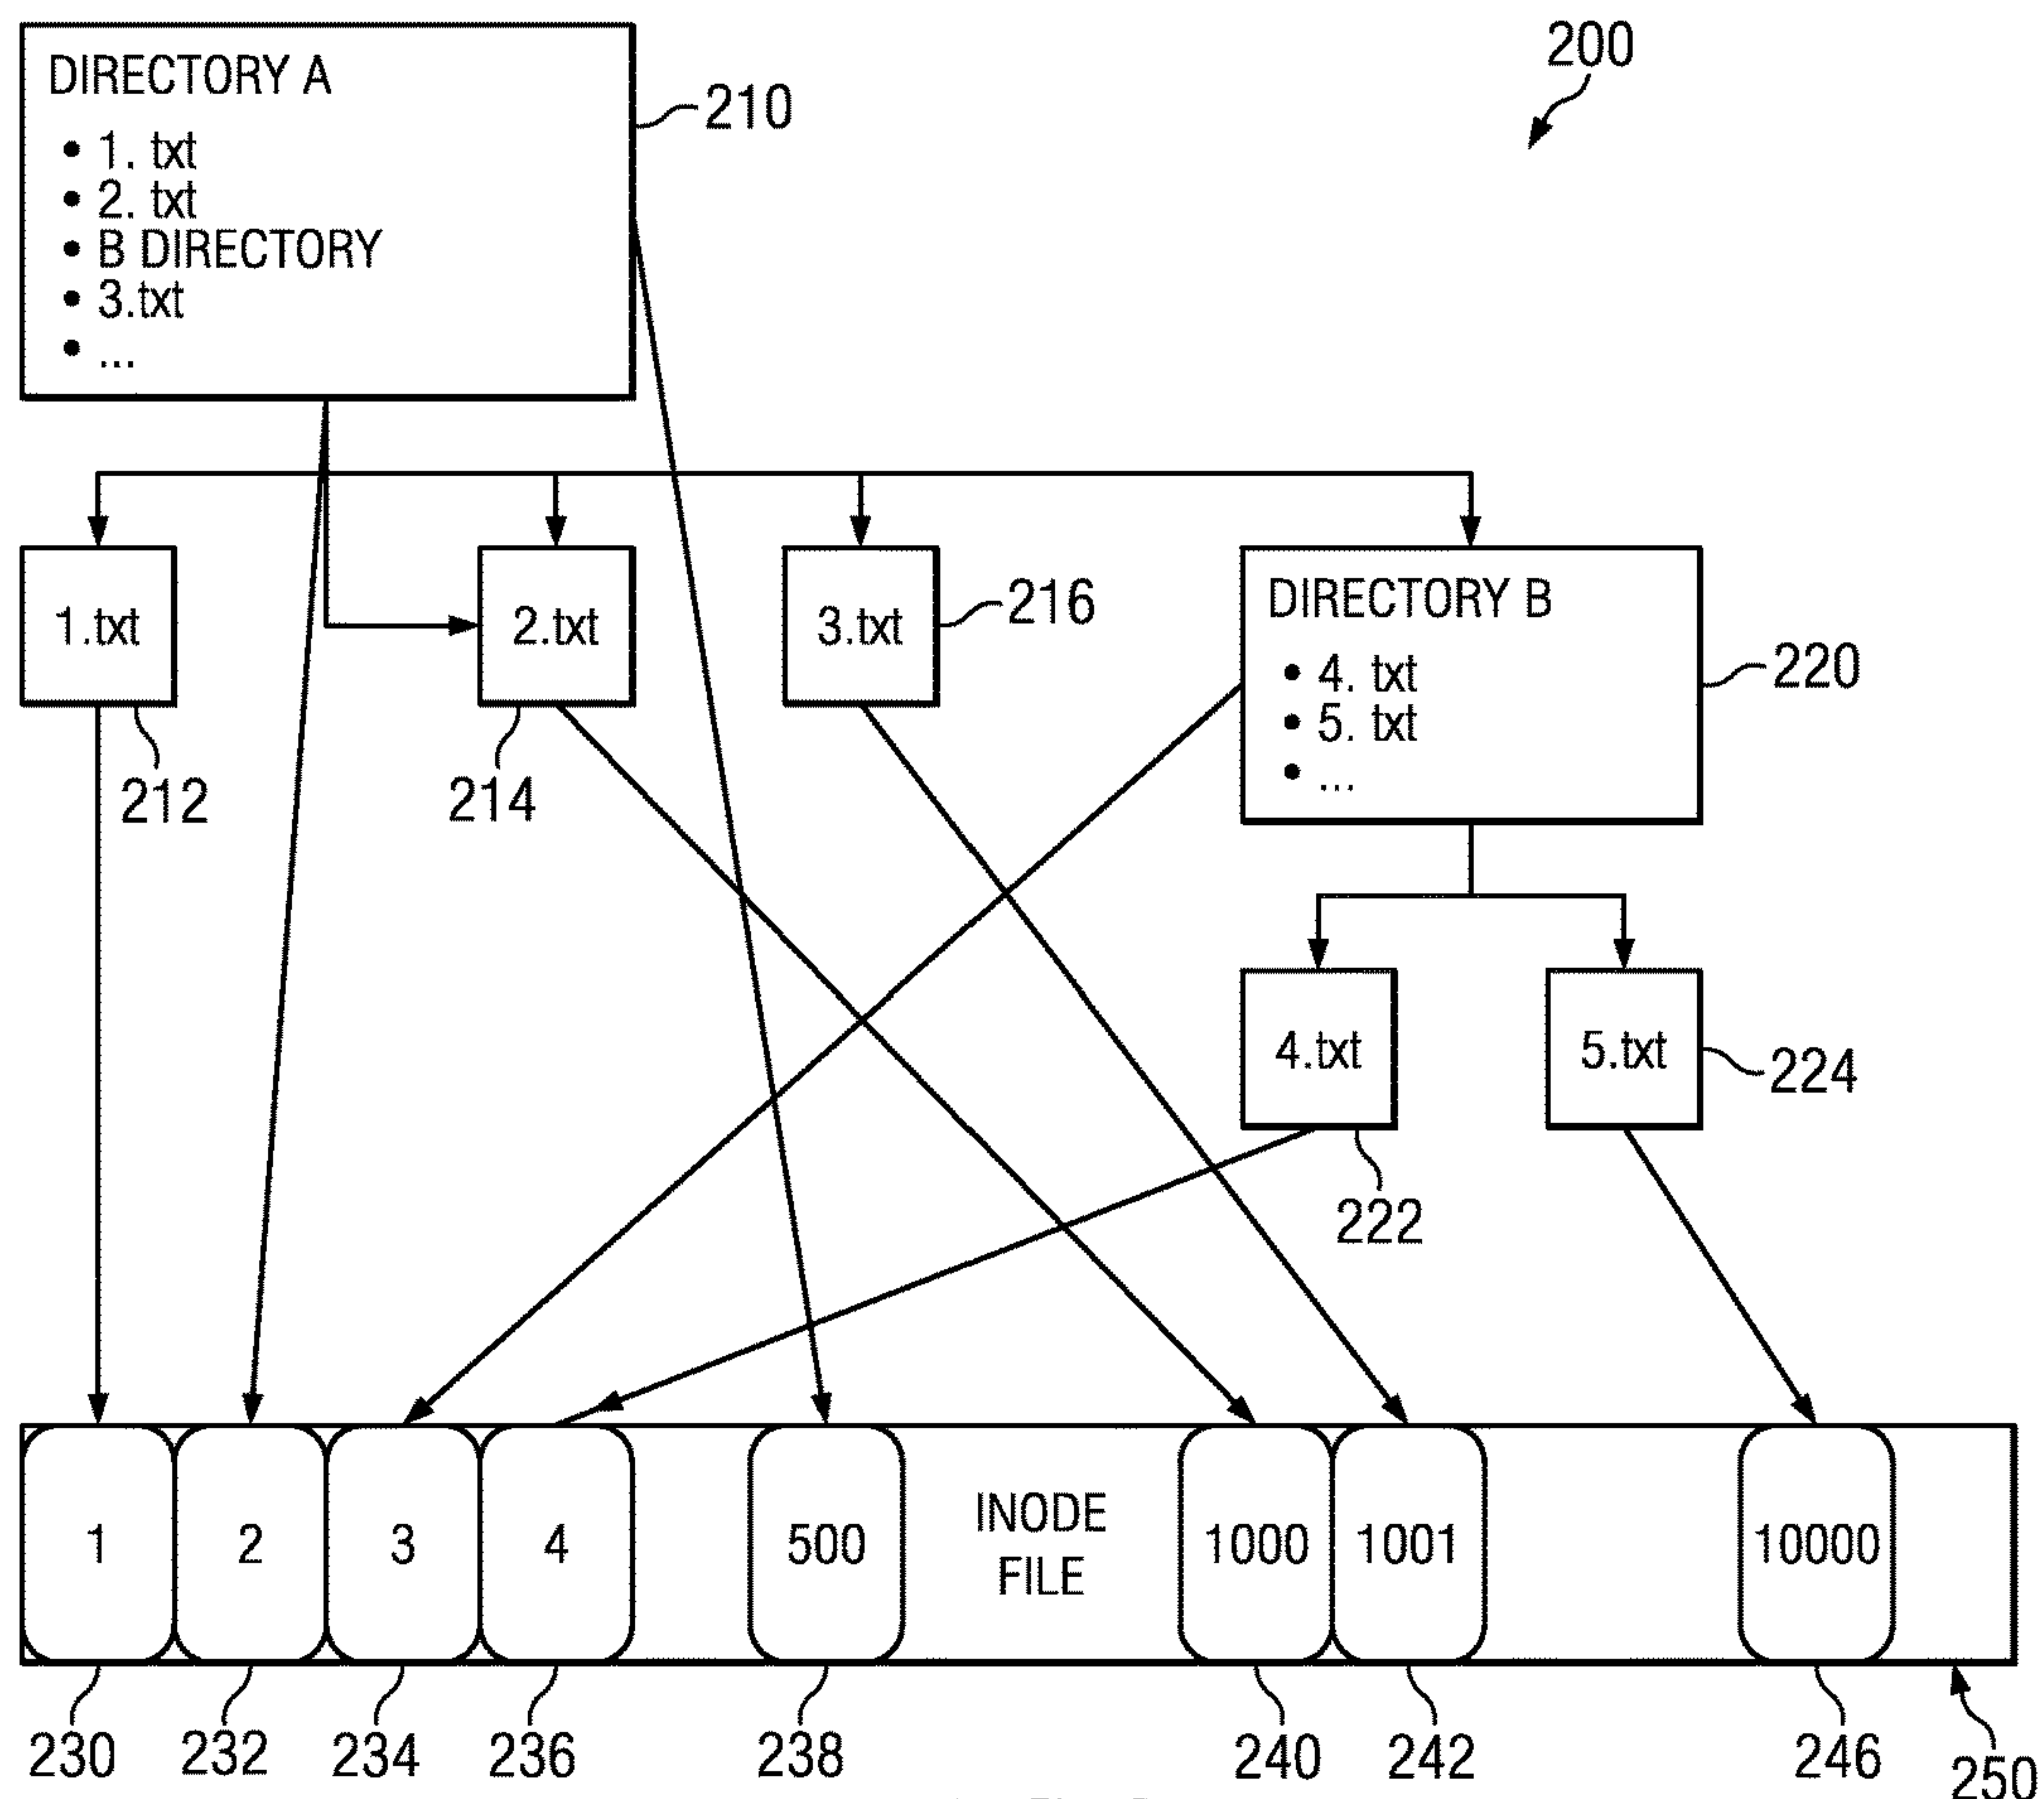 200
DIRECTORY A
210
• 1. txt
• 2. txt
• B DIRECTORY
• 3.txt
• ...
1.txt
2.txt
3.txt
216
DIRECTORY B
• 4. txt
• 5. txt
• ...
220
212
214
4.txt
5.txt
224
222
1
2
3
4
500
INODE
FILE
1000
1001
10000
230
232
234
236
238
240
242
246
250